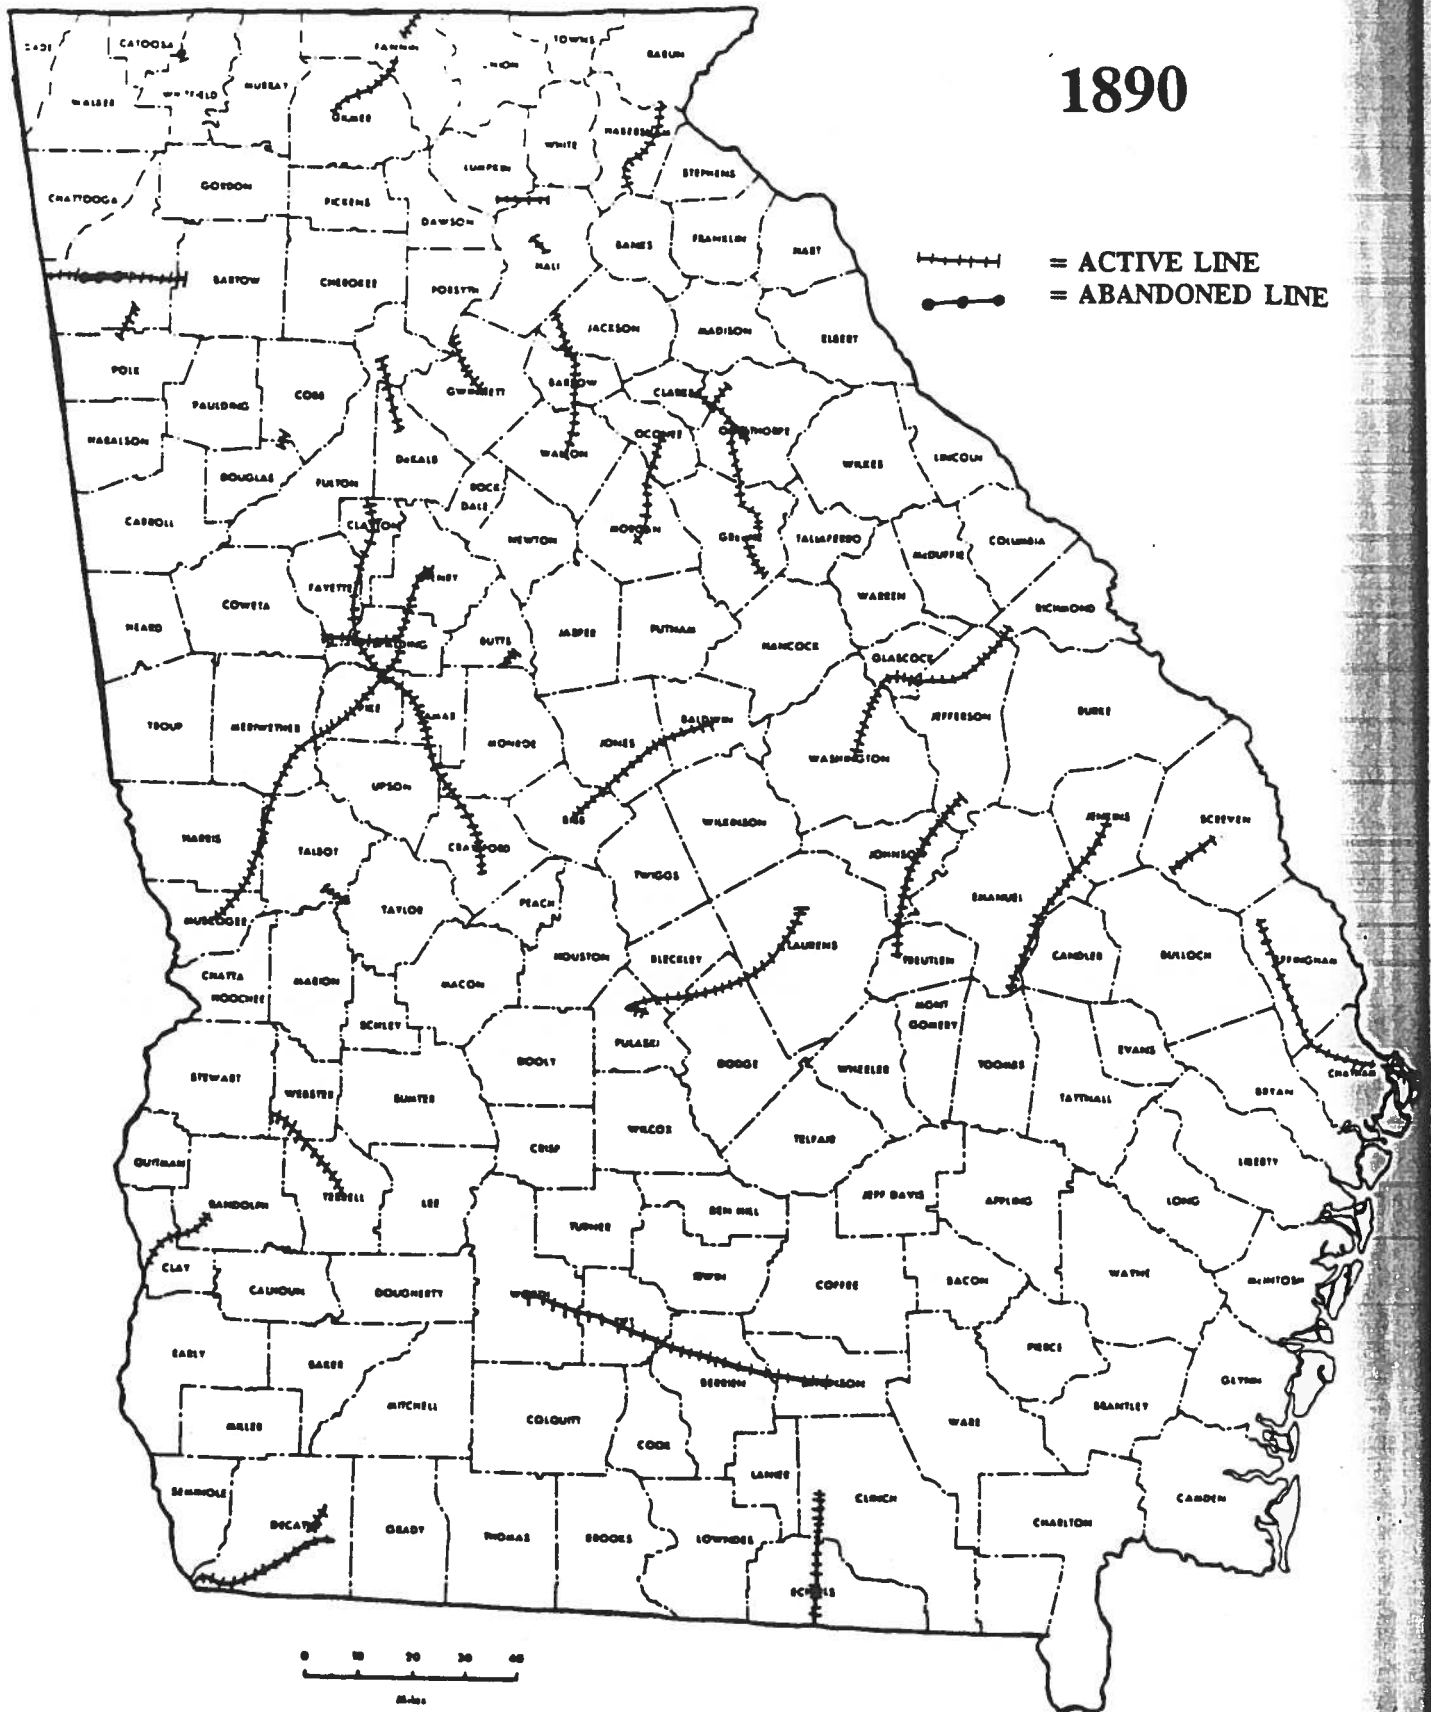 1890
CATOOSA
FANNIN
TOWNS
RABUN
WALKER
MURRAY
GILMER
WHITE
LUMPKIN
STEPHENS
CHATTOOGA
GORDON
PICKENS
DAWSON
BANKS
FRANKLIN
HART
HALL
BARTOW
CHEROKEE
FORSYTH
= ACTIVE LINE
= ABANDONED LINE
JACKSON
MADISON
ELBERT
POLK
PAULDING
COBB
GWINNETT
BARROW
CLARKE
HARALSON
DOUGLAS
FULTON
DeKALB
ROCK
DALE
WALTON
OCONEE
WILKES
LINCOLN
CARROLL
CLAYTON
NEWTON
MORGAN
TALIAFERRO
McDUFFIE
COLUMBIA
HEARD
COWETA
FAYETTE
BUTTS
JASPER
PUTNAM
HANCOCK
WARREN
GLASCOCK
RICHMOND
TROUP
MERIWETHER
MONROE
JONES
BALDWIN
WASHINGTON
JEFFERSON
BURKE
UPSON
HARRIS
TALBOT
CRAWFORD
BIBB
WILKINSON
JOHNSON
JENKINS
SCREVEN
MUSCOGEE
TAYLOR
PEACH
TWIGGS
LAURENS
EMANUEL
CHATTA
HOOCHEE
MARION
MACON
HOUSTON
BLECKLEY
TREUTLEN
CANDLER
BULLOCH
SCHLEY
PULASKI
MONT
GOMERY
STEWART
WEBSTER
SUMTER
DOOLY
DODGE
WHEELER
TOOMBS
EVANS
TATTNALL
BRYAN
CHATHAM
QUITMAN
RANDOLPH
TERRELL
LEE
CRISP
WILCOX
TELFAIR
LIBERTY
LONG
TURNER
BEN HILL
JEFF DAVIS
APPLING
CLAY
CALHOUN
DOUGHERTY
WORTH
IRWIN
COFFEE
BACON
WAYNE
McINTOSH
EARLY
BAKER
MITCHELL
COLQUITT
BERRIEN
PIERCE
GLYNN
MILLER
COOK
WARE
BRANTLEY
SEMINOLE
GRADY
THOMAS
BROOKS
LOWNDES
LANIER
CLINCH
CHARLTON
CAMDEN
0 10 20 30 40
Miles